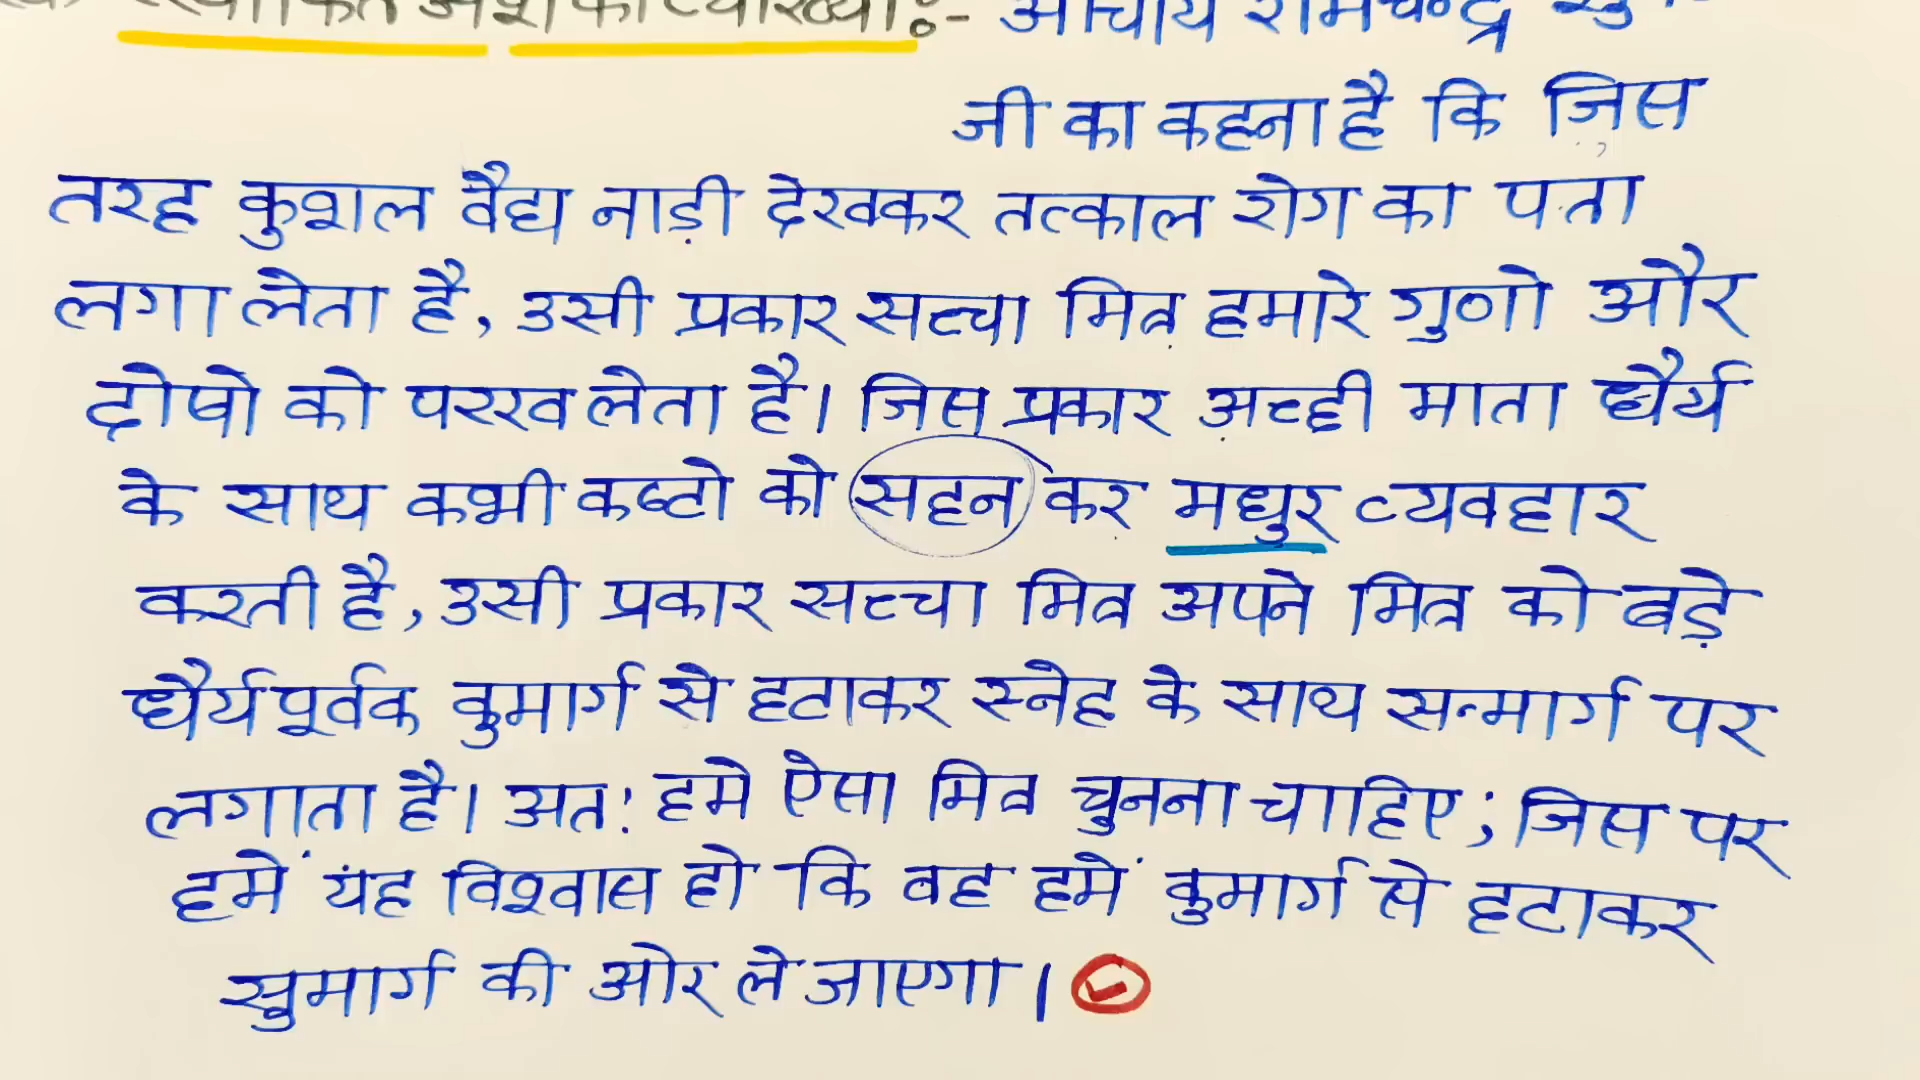 रेखांकित अंश की व्याख्या:- आचार्य रामचन्द्र
जी का कहना है कि जिस
तरह कुशल वैद्य नाड़ी देखकर तत्काल रोग का पता
लगा लेता है, उसी प्रकार सच्चा मित्र हमारे गुणो और
दोषो को परख लेता है। जिस प्रकार अच्छी माता धैर्य
के साथ कभी कष्टो को सहन कर मधुर व्यवहार
करती है, उसी प्रकार सच्चा मित्र अपने मित्र को बड़े
धैर्यपूर्वक कुमार्ग से हटाकर स्नेह के साथ सन्मार्ग पर
लगाता है। अत: हमे ऐसा मित्र चुनना चाहिए; जिस पर
हमें यह विश्वास हो कि वह हमें कुमार्ग से हटाकर
सुमार्ग की ओर ले जाएगा।